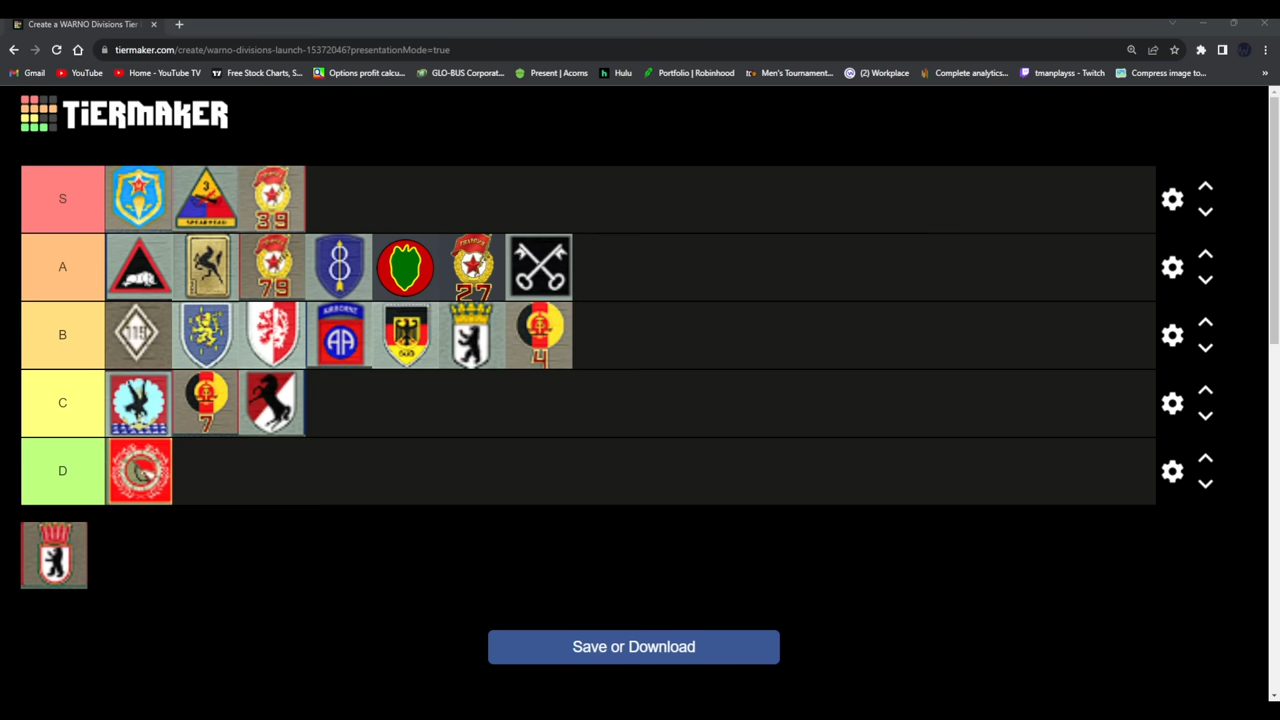 Create a WARNO Divisions Tier
tiermaker.com/create/warno-divisions-launch-15372046?presentationMode=true
Gmail YouTube Home - YouTube TV Free Stock Charts, S... Options profit calcu... GLO-BUS Corporat... Present | Acorns Hulu Portfolio | Robinhood Men's Tournament... (2) Workplace Complete analytics... tmanplayss - Twitch Compress image to... »
TiERMAKER
S 3 SPEARHEAD 39
A 79 8 27
B 119 AIRBORNE AA 4
C 7
D
Save or Download